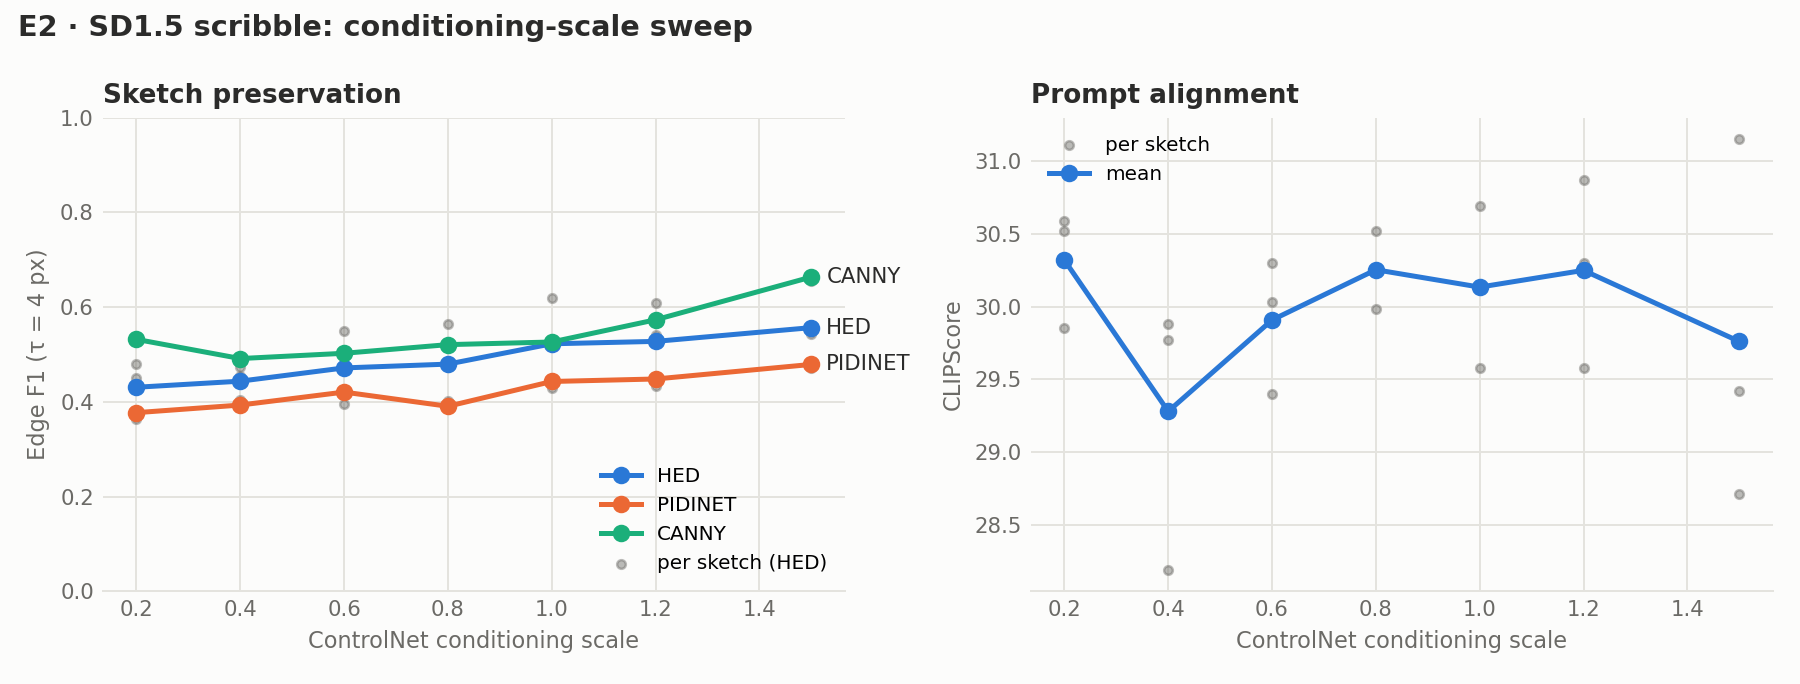 E2 · SD1.5 scribble: conditioning-scale sweep
Sketch preservation
1.0
0.8
0.6
0.4
0.2
0.0
Edge F1 (τ = 4 px)
CANNY
HED
PIDINET
HED
PIDINET
CANNY
per sketch (HED)
0.2 0.4 0.6 0.8 1.0 1.2 1.4
ControlNet conditioning scale
Prompt alignment
per sketch
mean
31.0
30.5
30.0
29.5
29.0
28.5
CLIPScore
0.2 0.4 0.6 0.8 1.0 1.2 1.4
ControlNet conditioning scale